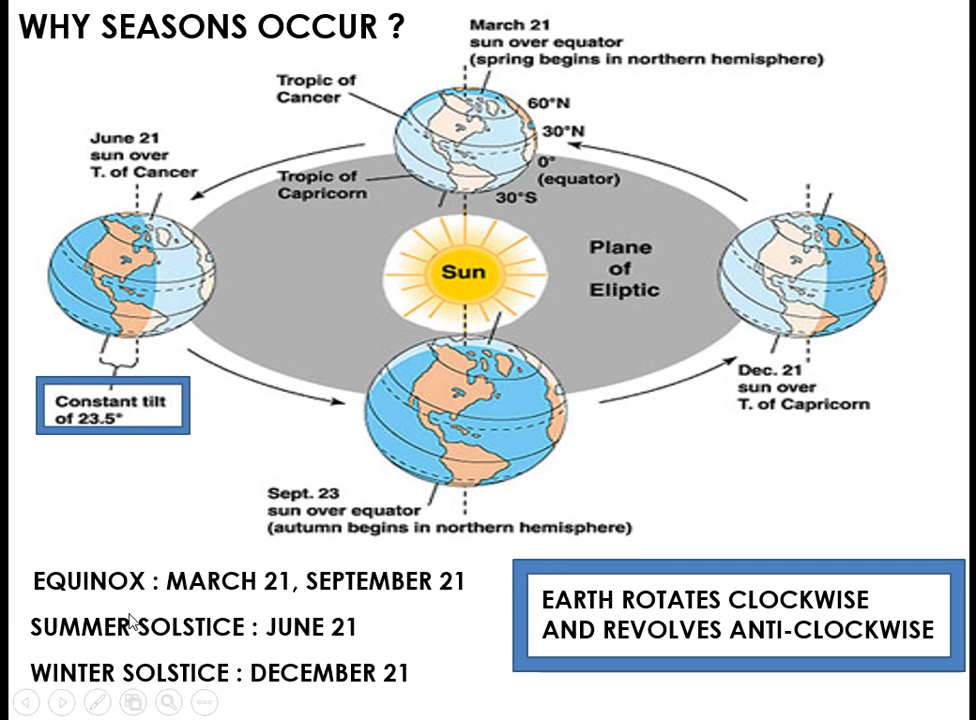 WHY SEASONS OCCUR ?
March 21
sun over equator
(spring begins in northern hemisphere)
Tropic of
Cancer
60°N
30°N
0°
(equator)
30°S
Tropic of
Capricorn
June 21
sun over
T. of Cancer
Sun
Plane
of
Eliptic
Dec. 21
sun over
T. of Capricorn
Constant tilt
of 23.5°
Sept. 23
sun over equator
(autumn begins in northern hemisphere)
EQUINOX : MARCH 21, SEPTEMBER 21
SUMMER SOLSTICE : JUNE 21
WINTER SOLSTICE : DECEMBER 21
EARTH ROTATES CLOCKWISE
AND REVOLVES ANTI-CLOCKWISE